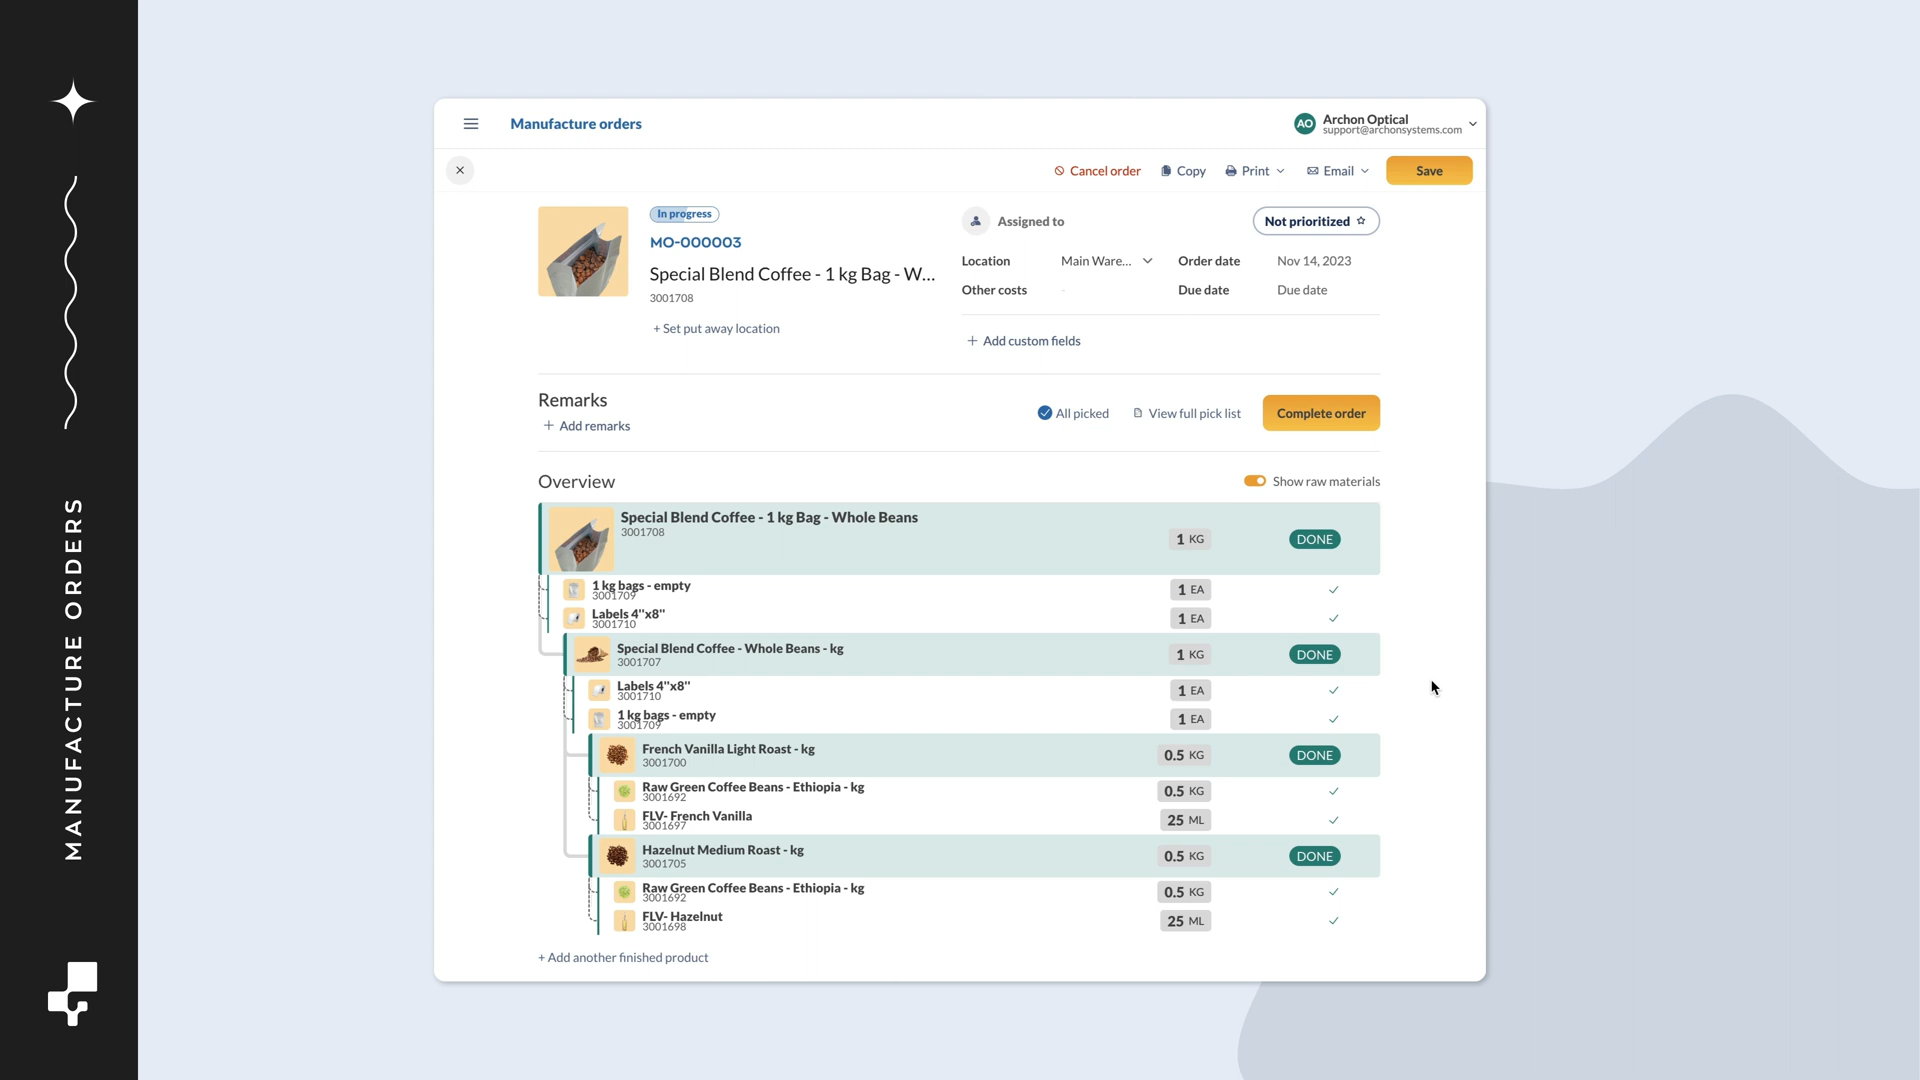 MANUFACTURE ORDERS
Manufacture orders
AO
Archon Optical
support@archonsystems.com
Cancel order
Copy
Print
Email
Save
In progress
MO-000003
Special Blend Coffee - 1 kg Bag - W...
3001708
+ Set put away location
Assigned to
Not prioritized
Location
Main Ware...
Order date
Nov 14, 2023
Other costs
-
Due date
Due date
+ Add custom fields
Remarks
+ Add remarks
All picked
View full pick list
Complete order
Overview
Show raw materials
Special Blend Coffee - 1 kg Bag - Whole Beans
3001708
1 KG
DONE
1 kg bags - empty
3001709
1 EA
Labels 4"x8"
3001710
1 EA
Special Blend Coffee - Whole Beans - kg
3001707
1 KG
DONE
Labels 4"x8"
3001710
1 EA
1 kg bags - empty
3001709
1 EA
French Vanilla Light Roast - kg
3001700
0.5 KG
DONE
Raw Green Coffee Beans - Ethiopia - kg
3001692
0.5 KG
FLV- French Vanilla
3001697
25 ML
Hazelnut Medium Roast - kg
3001705
0.5 KG
DONE
Raw Green Coffee Beans - Ethiopia - kg
3001692
0.5 KG
FLV- Hazelnut
3001698
25 ML
+ Add another finished product